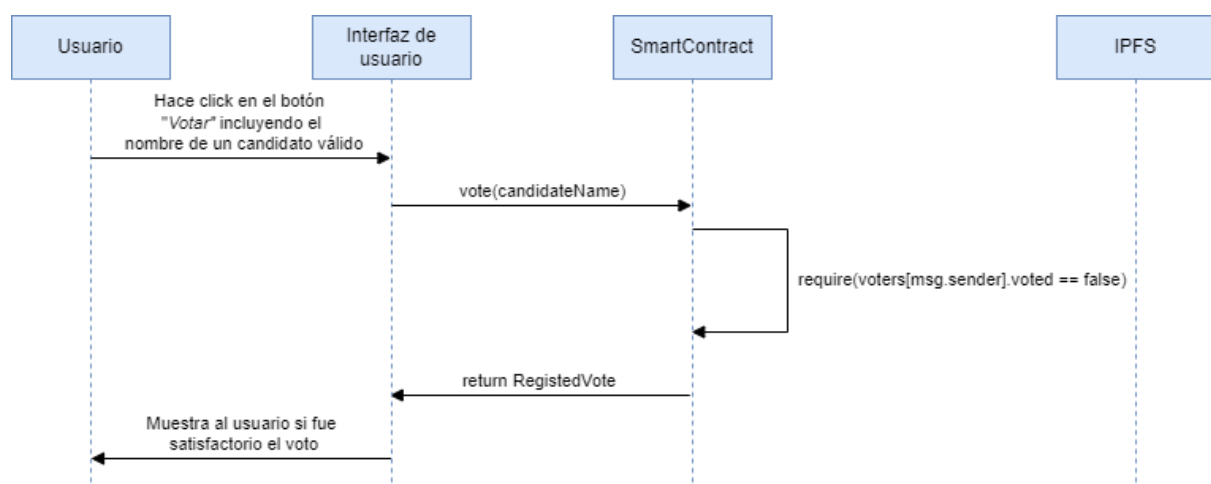 Usuario
Interfaz de
usuario
SmartContract
IPFS
Hace click en el botón
"Votar" incluyendo el
nombre de un candidato válido
vote(candidateName)
require(voters[msg.sender].voted == false)
return RegistedVote
Muestra al usuario si fue
satisfactorio el voto